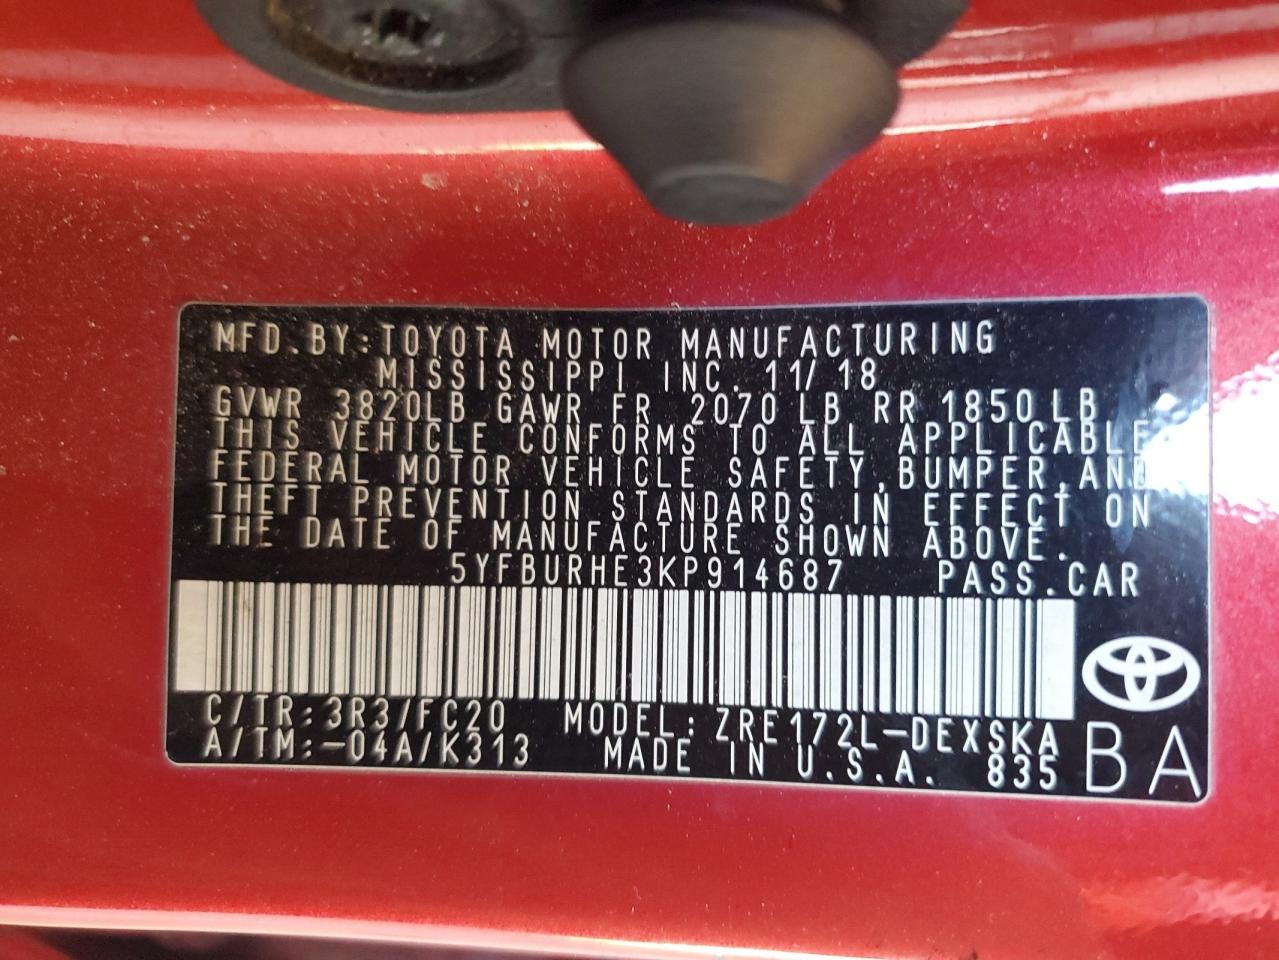 MFD.BY:TOYOTA MOTOR MANUFACTURING
MISSISSIPPI INC. 11/18
GVWR 3820LB GAWR FR 2070LB RR 1850LB
THIS VEHICLE CONFORMS TO ALL APPLICABLE
FEDERAL MOTOR VEHICLE SAFETY,BUMPER,AND
THEFT PREVENTION STANDARDS IN EFFECT ON
THE DATE OF MANUFACTURE SHOWN ABOVE.
5YFBURHE3KP914687 PASS.CAR
C/TR:3R3/FC20 MODEL:ZRE172L-DEXSKA
A/TM:-04A/K313 MADE IN U.S.A. 835
BA